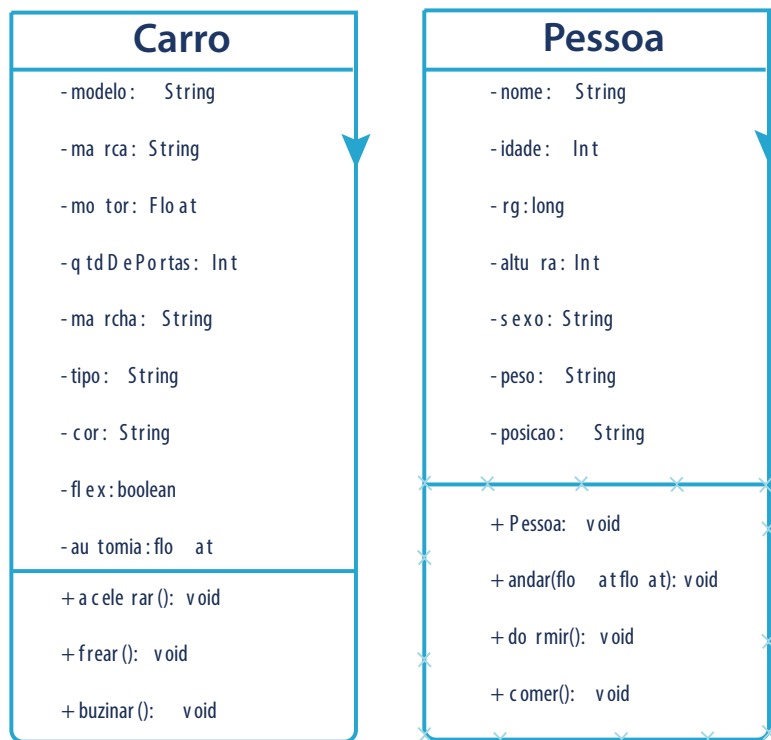 Carro
- modelo: String
- marca: String
- motor: Float
- qtdDePortas: Int
- marcha: String
- tipo: String
- cor: String
- flex: boolean
- automia: float
+ acelerar(): void
+ frear(): void
+ buzinar(): void
Pessoa
- nome: String
- idade: Int
- rg: long
- altura: Int
- sexo: String
- peso: String
- posicao: String
+ Pessoa: void
+ andar(float float): void
+ dormir(): void
+ comer(): void